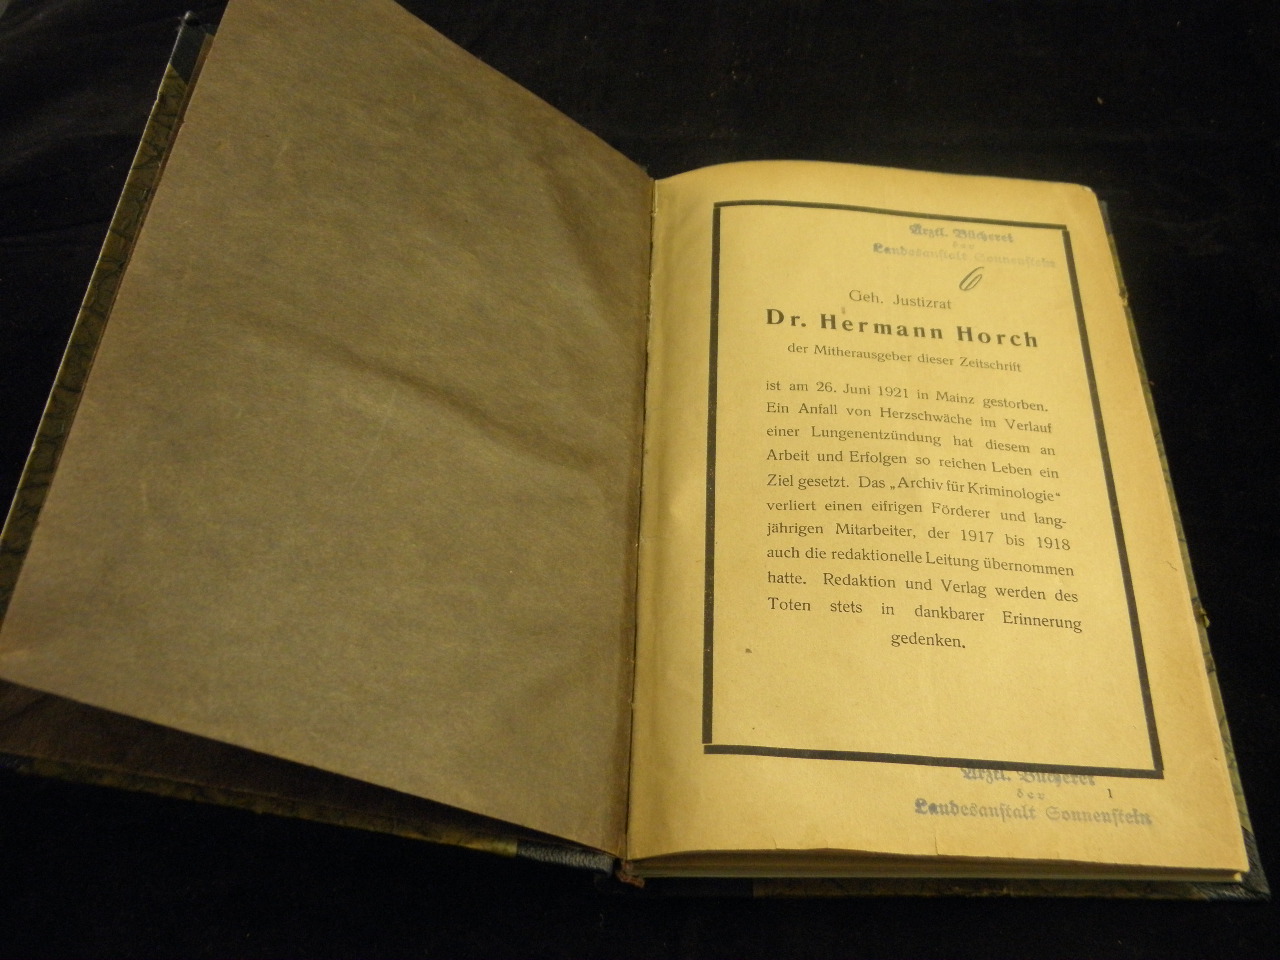 Ärztl. Bücherei
der
Landesanstalt Sonnenstein
6
Geh. Justizrat
Dr. Hermann Horch
der Mitherausgeber dieser Zeitschrift
ist am 26. Juni 1921 in Mainz gestorben.
Ein Anfall von Herzschwäche im Verlauf
einer Lungenentzündung hat diesem an
Arbeit und Erfolgen so reichen Leben ein
Ziel gesetzt. Das „Archiv für Kriminologie“
verliert einen eifrigen Förderer und lang-
jährigen Mitarbeiter, der 1917 bis 1918
auch die redaktionelle Leitung übernommen
hatte. Redaktion und Verlag werden des
Toten stets in dankbarer Erinnerung
gedenken.
Ärztl. Bücherei
der
1
Landesanstalt Sonnenstein